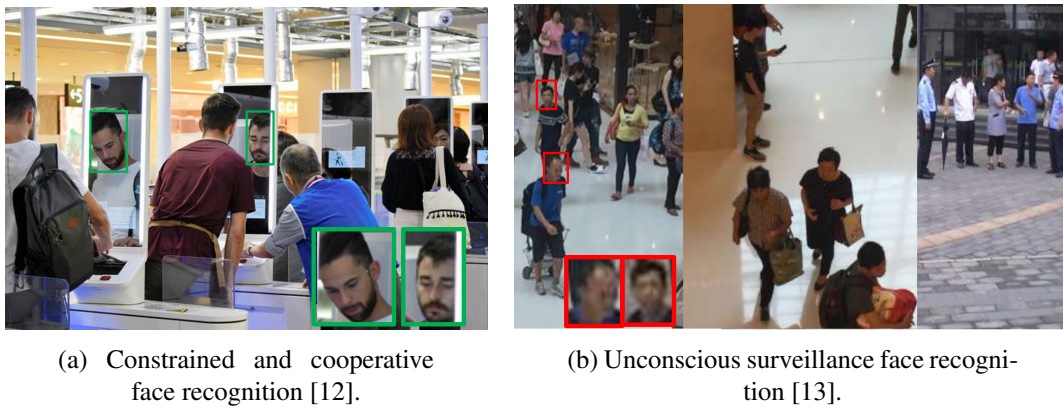 (a) Constrained and cooperative
face recognition [12].
(b) Unconscious surveillance face recogni-
tion [13].